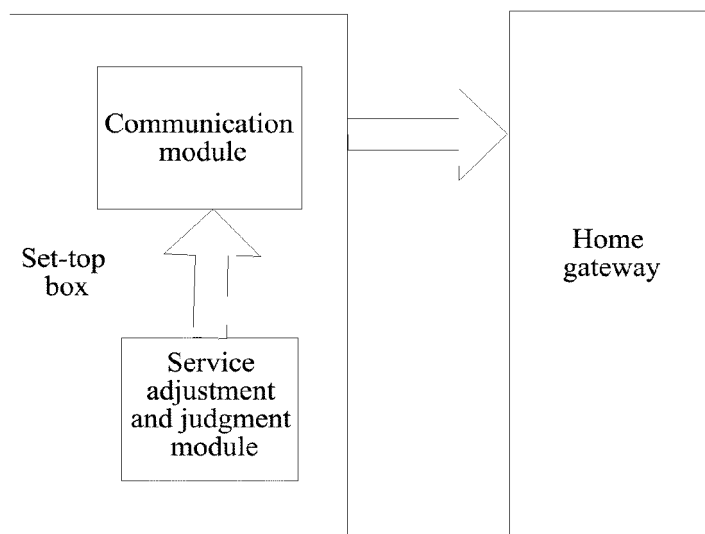 Communication
module
Set-top
box
Service
adjustment
and judgment
module
Home
gateway